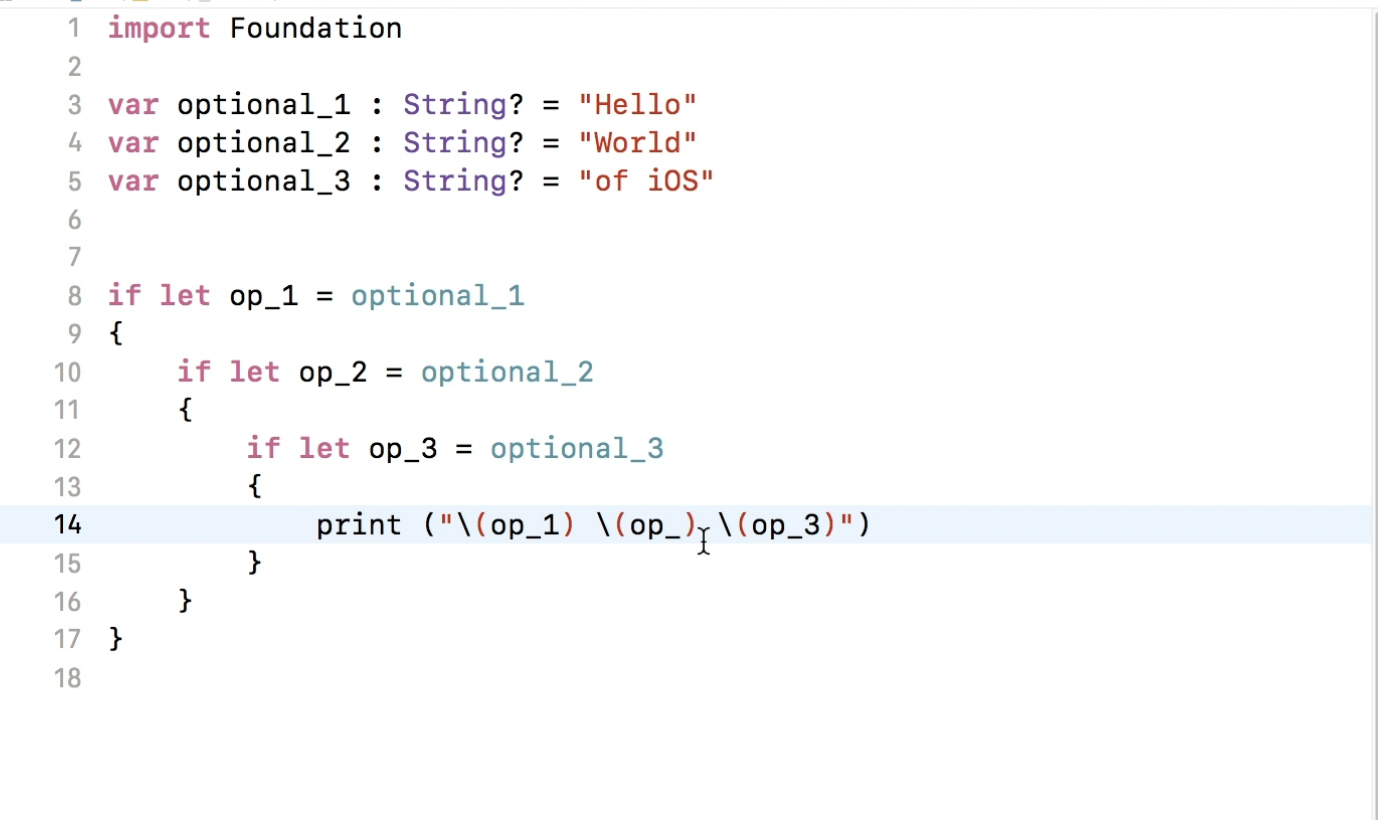 1 import Foundation
2
3 var optional_1 : String? = "Hello"
4 var optional_2 : String? = "World"
5 var optional_3 : String? = "of iOS"
6
7
8 if let op_1 = optional_1
9 {
10 if let op_2 = optional_2
11 {
12 if let op_3 = optional_3
13 {
14 print ("\(op_1) \(op_) \(op_3)")
15 }
16 }
17 }
18